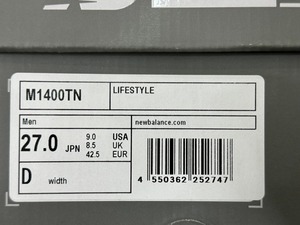 M1400TN LIFESTYLE
Men newbalance.com
27.0 JPN 9.0 USA
8.5 UK
42.5 EUR
D width
4 550362 252747